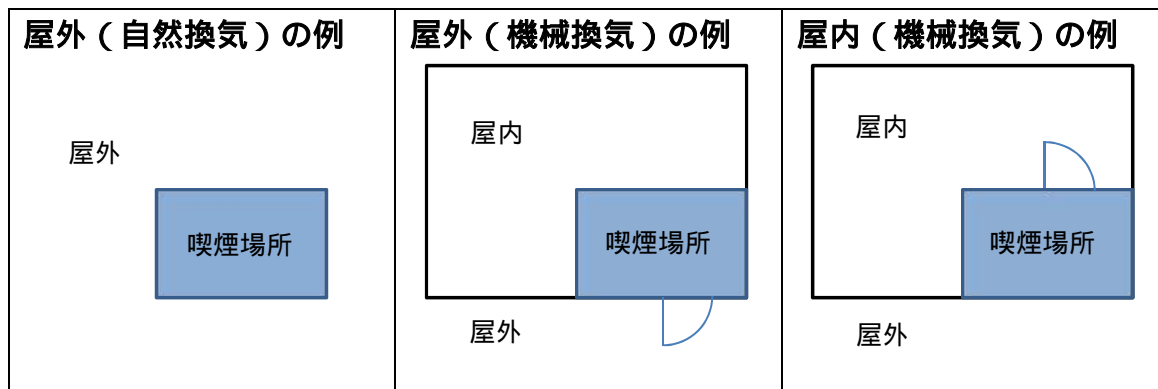 屋外（自然換気）の例
屋外
喫煙場所
屋外（機械換気）の例
屋内
喫煙場所
屋外
屋内（機械換気）の例
屋内
喫煙場所
屋外